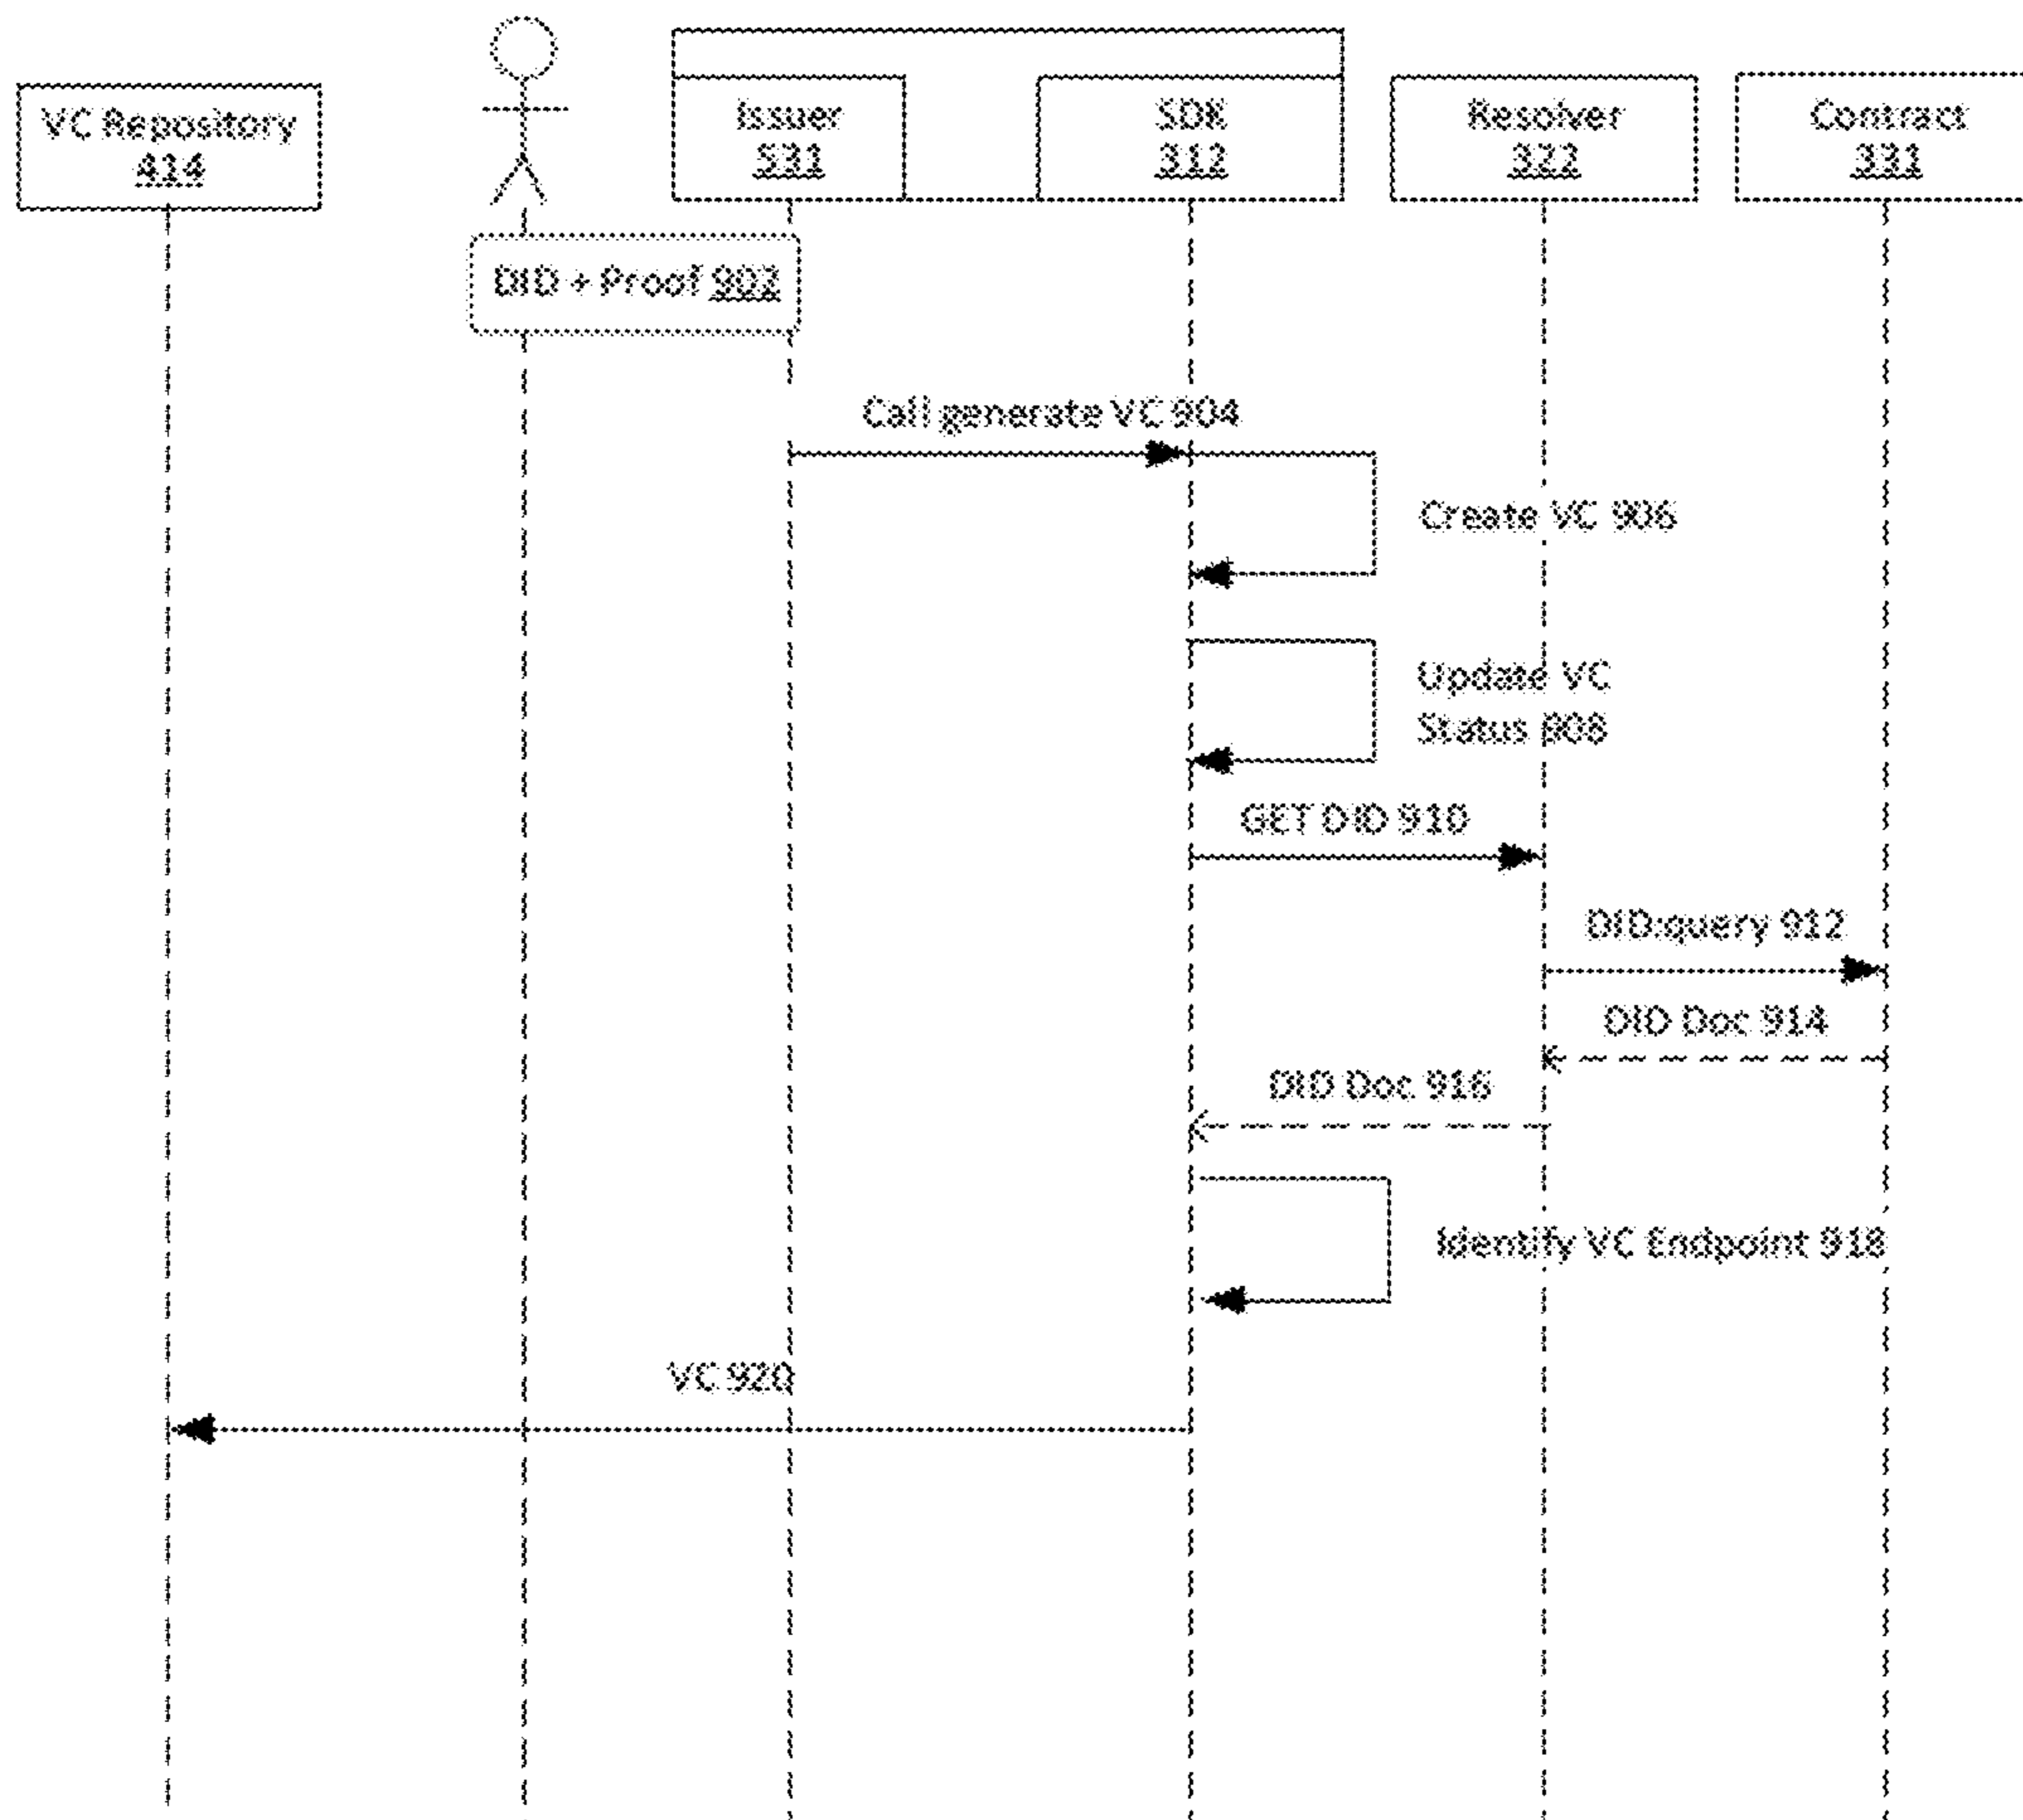 VC Repository
414
Issuer
531
SDK
312
Resolver
322
Contract
331
DID + Proof 902
Call generate VC 904
Create VC 906
Update VC
Status 908
GET DID 910
DID:query 912
DID Doc 914
DID Doc 916
Identify VC Endpoint 918
VC 920